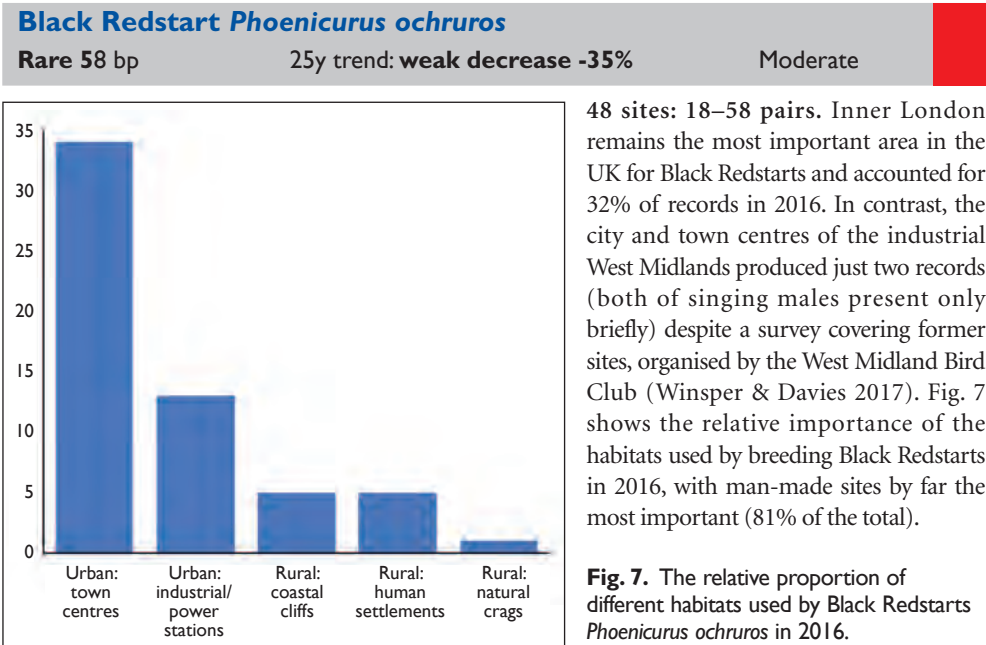 Black Redstart Phoenicurus ochruros
Rare 58 bp 25y trend: weak decrease -35% Moderate
48 sites: 18–58 pairs. Inner London
remains the most important area in the
UK for Black Redstarts and accounted for
32% of records in 2016. In contrast, the
city and town centres of the industrial
West Midlands produced just two records
(both of singing males present only
briefly) despite a survey covering former
sites, organised by the West Midland Bird
Club (Winsper & Davies 2017). Fig. 7
shows the relative importance of the
habitats used by breeding Black Redstarts
in 2016, with man-made sites by far the
most important (81% of the total).
35
30
25
20
15
10
5
0
Urban:
town
centres
Urban:
industrial/
power
stations
Rural:
coastal
cliffs
Rural:
human
settlements
Rural:
natural
crags
Fig. 7. The relative proportion of
different habitats used by Black Redstarts
Phoenicurus ochruros in 2016.